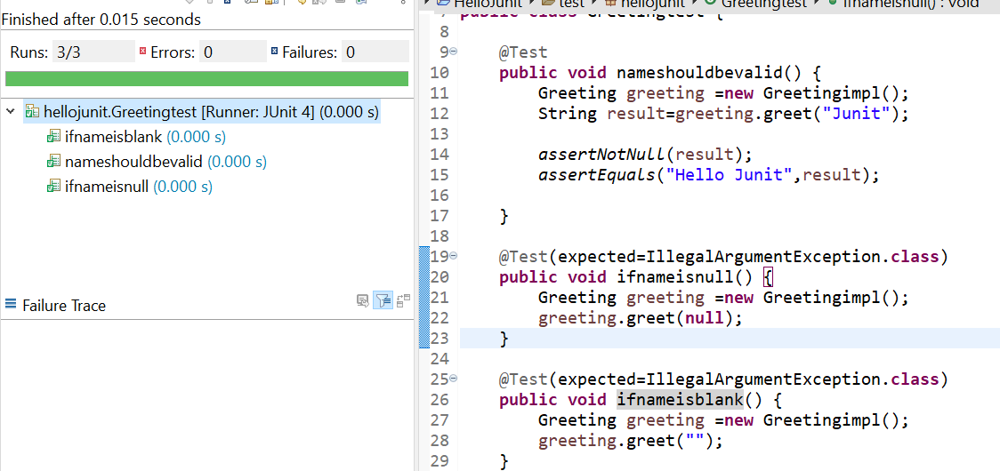 Finished after 0.015 seconds
Runs: 3/3 Errors: 0 Failures: 0
hellojunit.Greetingtest [Runner: JUnit 4] (0.000 s)
ifnameisblank (0.000 s)
nameshouldbevalid (0.000 s)
ifnameisnull (0.000 s)
Failure Trace
HelloJunit test hellojunit Greetingtest ifnameisnull() : void
7 public class Greetingtest {
8
9 @Test
10 public void nameshouldbevalid() {
11 Greeting greeting =new Greetingimpl();
12 String result=greeting.greet("Junit");
13
14 assertNotNull(result);
15 assertEquals("Hello Junit",result);
16
17 }
18
19 @Test(expected=IllegalArgumentException.class)
20 public void ifnameisnull() {
21 Greeting greeting =new Greetingimpl();
22 greeting.greet(null);
23 }
24
25 @Test(expected=IllegalArgumentException.class)
26 public void ifnameisblank() {
27 Greeting greeting =new Greetingimpl();
28 greeting.greet("");
29 }